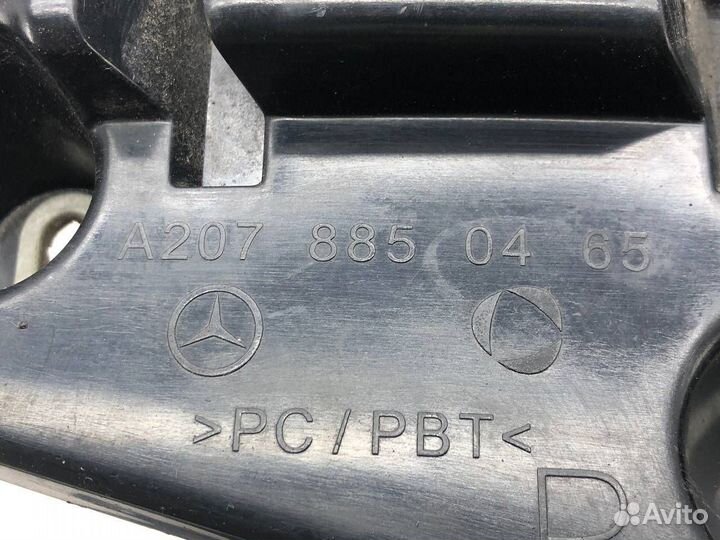 A207 885 04 65
>PC/PBT<
D
Avito